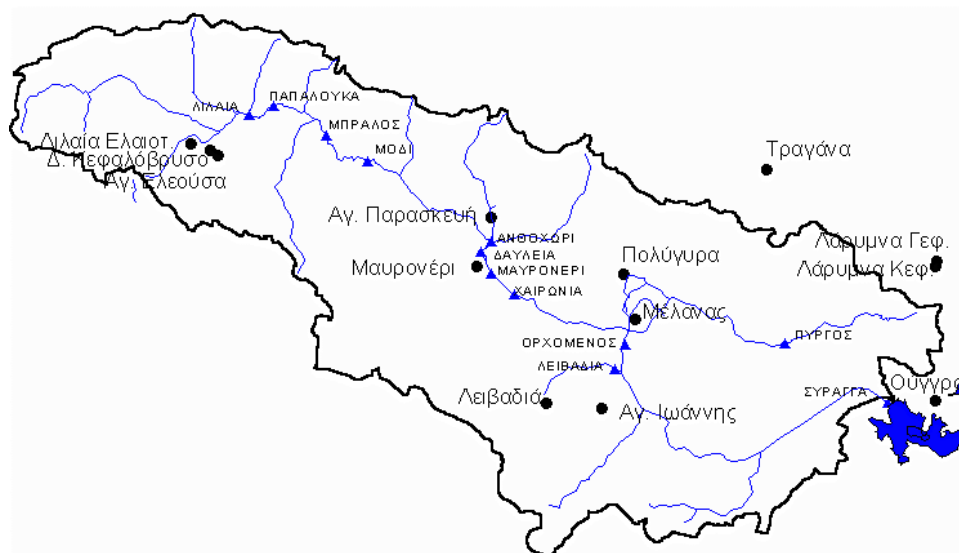 ΠΑΠΑΛΟΥΚΑ
ΛΙΛΑΙΑ
ΜΠΡΑΛΟΣ
Λιλαία Ελαιοτ.
ΜΟΔΙ
Δ. Κεφαλόβρυσο
Τραγάνα
Αγ. Ελεούσα
Αγ. Παρασκευή
ΑΝΘΟΧΩΡΙ
Λάρυμνα Γεφ.
ΔΑΥΛΕΙΑ
Πολύγυρα
Μαυρονέρι
ΜΑΥΡΟΝΕΡΙ
Λάρυμνα Κεφ.
ΧΑΙΡΩΝΙΑ
Μέλανας
ΟΡΧΟΜΕΝΟΣ
ΠΥΡΓΟΣ
ΛΕΙΒΑΔΙΑ
Ούγγρα
ΣΥΡΑΓΓΑ
Λειβαδιά
Αγ. Ιωάννης